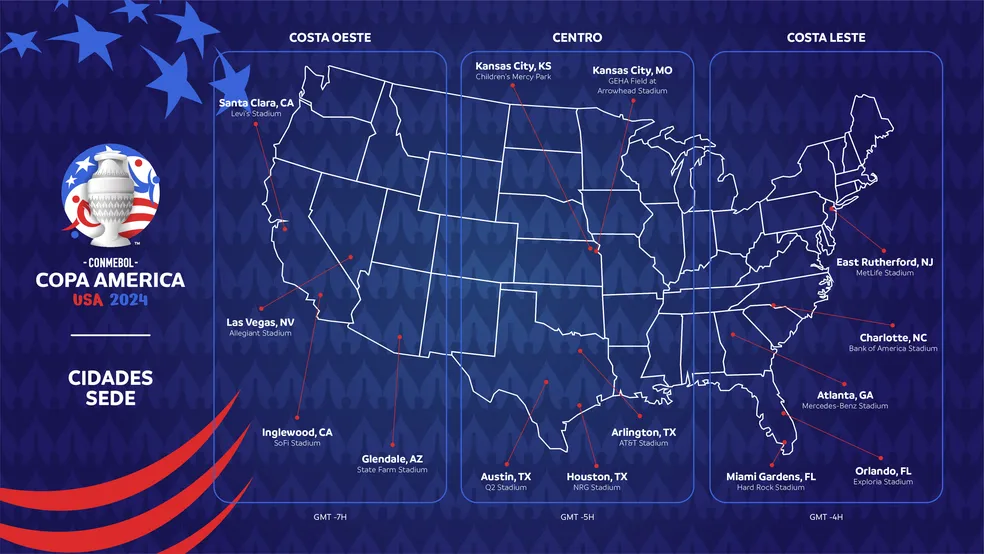 COSTA OESTE
CENTRO
COSTA LESTE
Kansas City, KS
Children's Mercy Park
Kansas City, MO
GEHA Field at
Arrowhead Stadium
Santa Clara, CA
Levi's Stadium
TM
- CONMEBOL -
COPA AMERICA
USA 2024
CIDADES
SEDE
East Rutherford, NJ
MetLife Stadium
Las Vegas, NV
Allegiant Stadium
Charlotte, NC
Bank of America Stadium
Atlanta, GA
Mercedes-Benz Stadium
Inglewood, CA
SoFi Stadium
Arlington, TX
AT&T Stadium
Glendale, AZ
State Farm Stadium
Austin, TX
Q2 Stadium
Houston, TX
NRG Stadium
Miami Gardens, FL
Hard Rock Stadium
Orlando, FL
Exploria Stadium
GMT -7H
GMT -5H
GMT -4H